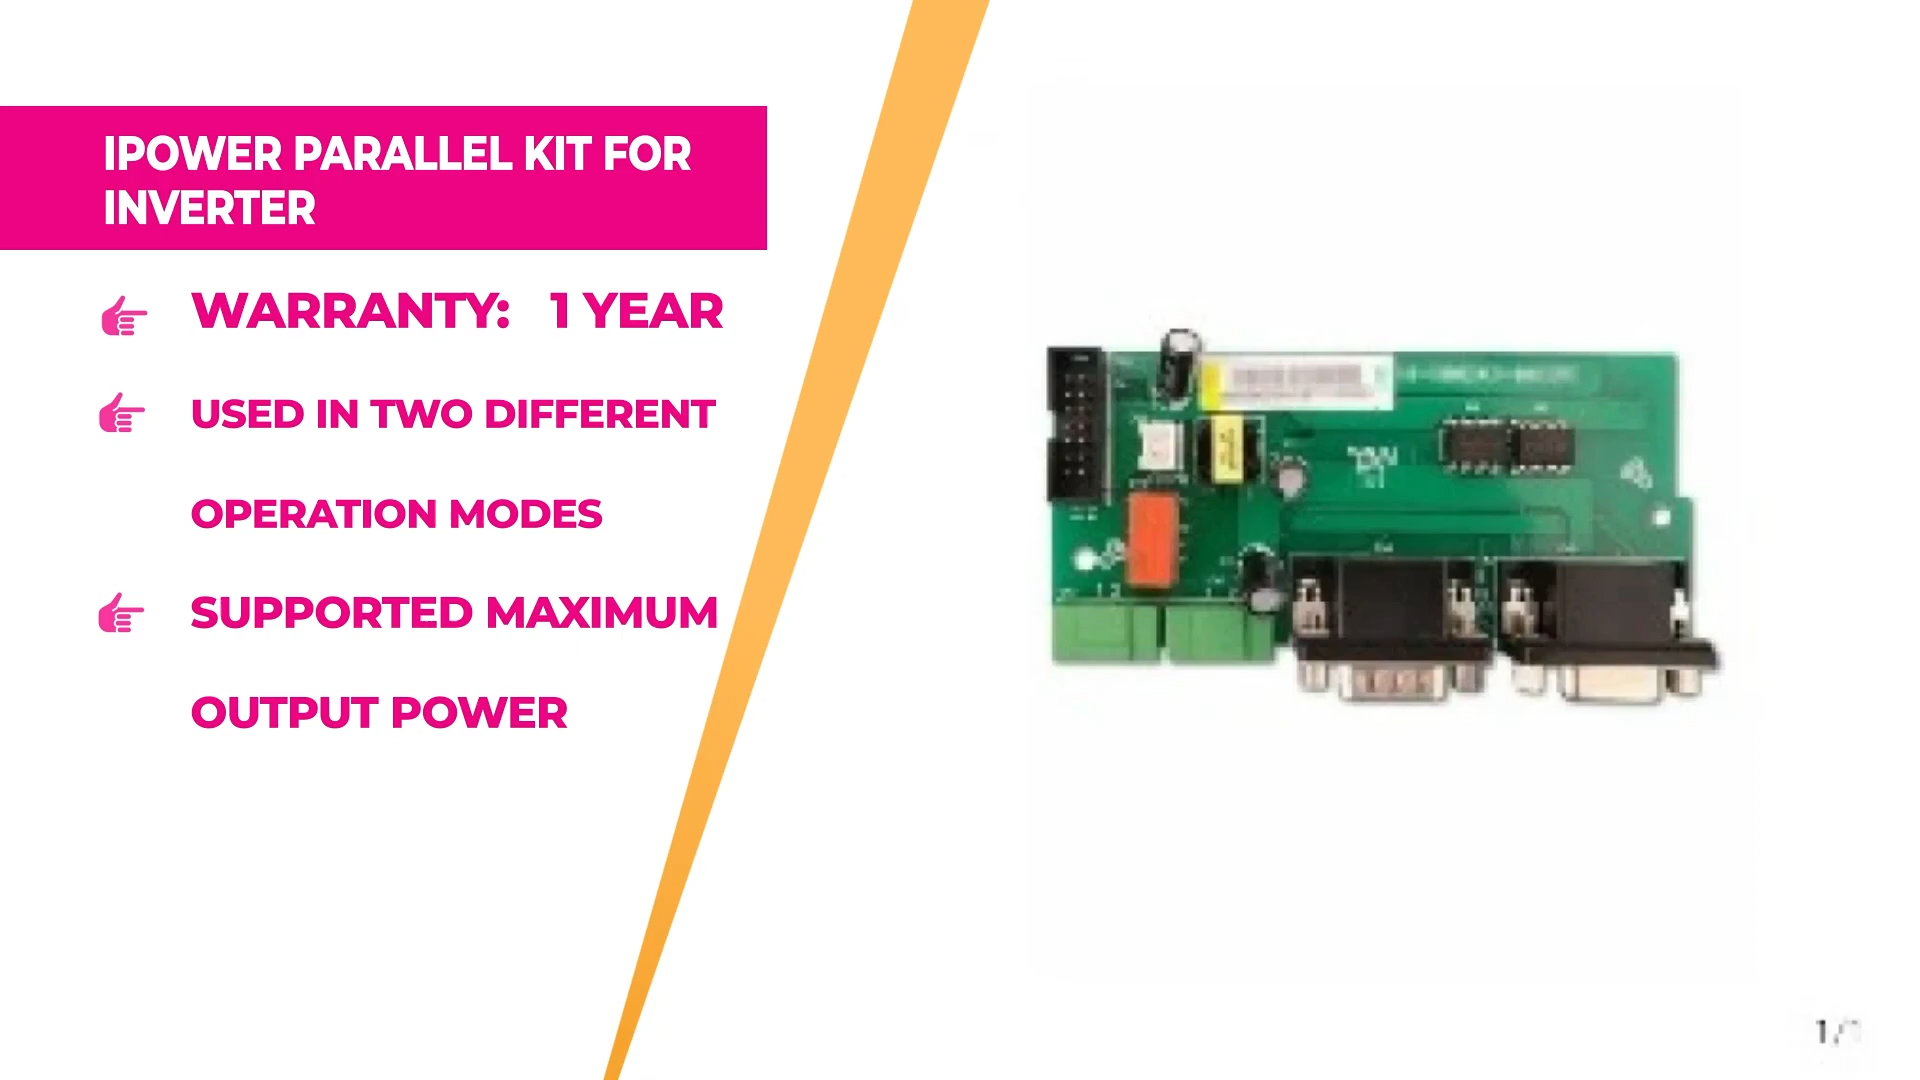 IPOWER PARALLEL KIT FOR
INVERTER
WARRANTY: 1 YEAR
USED IN TWO DIFFERENT
OPERATION MODES
SUPPORTED MAXIMUM
OUTPUT POWER